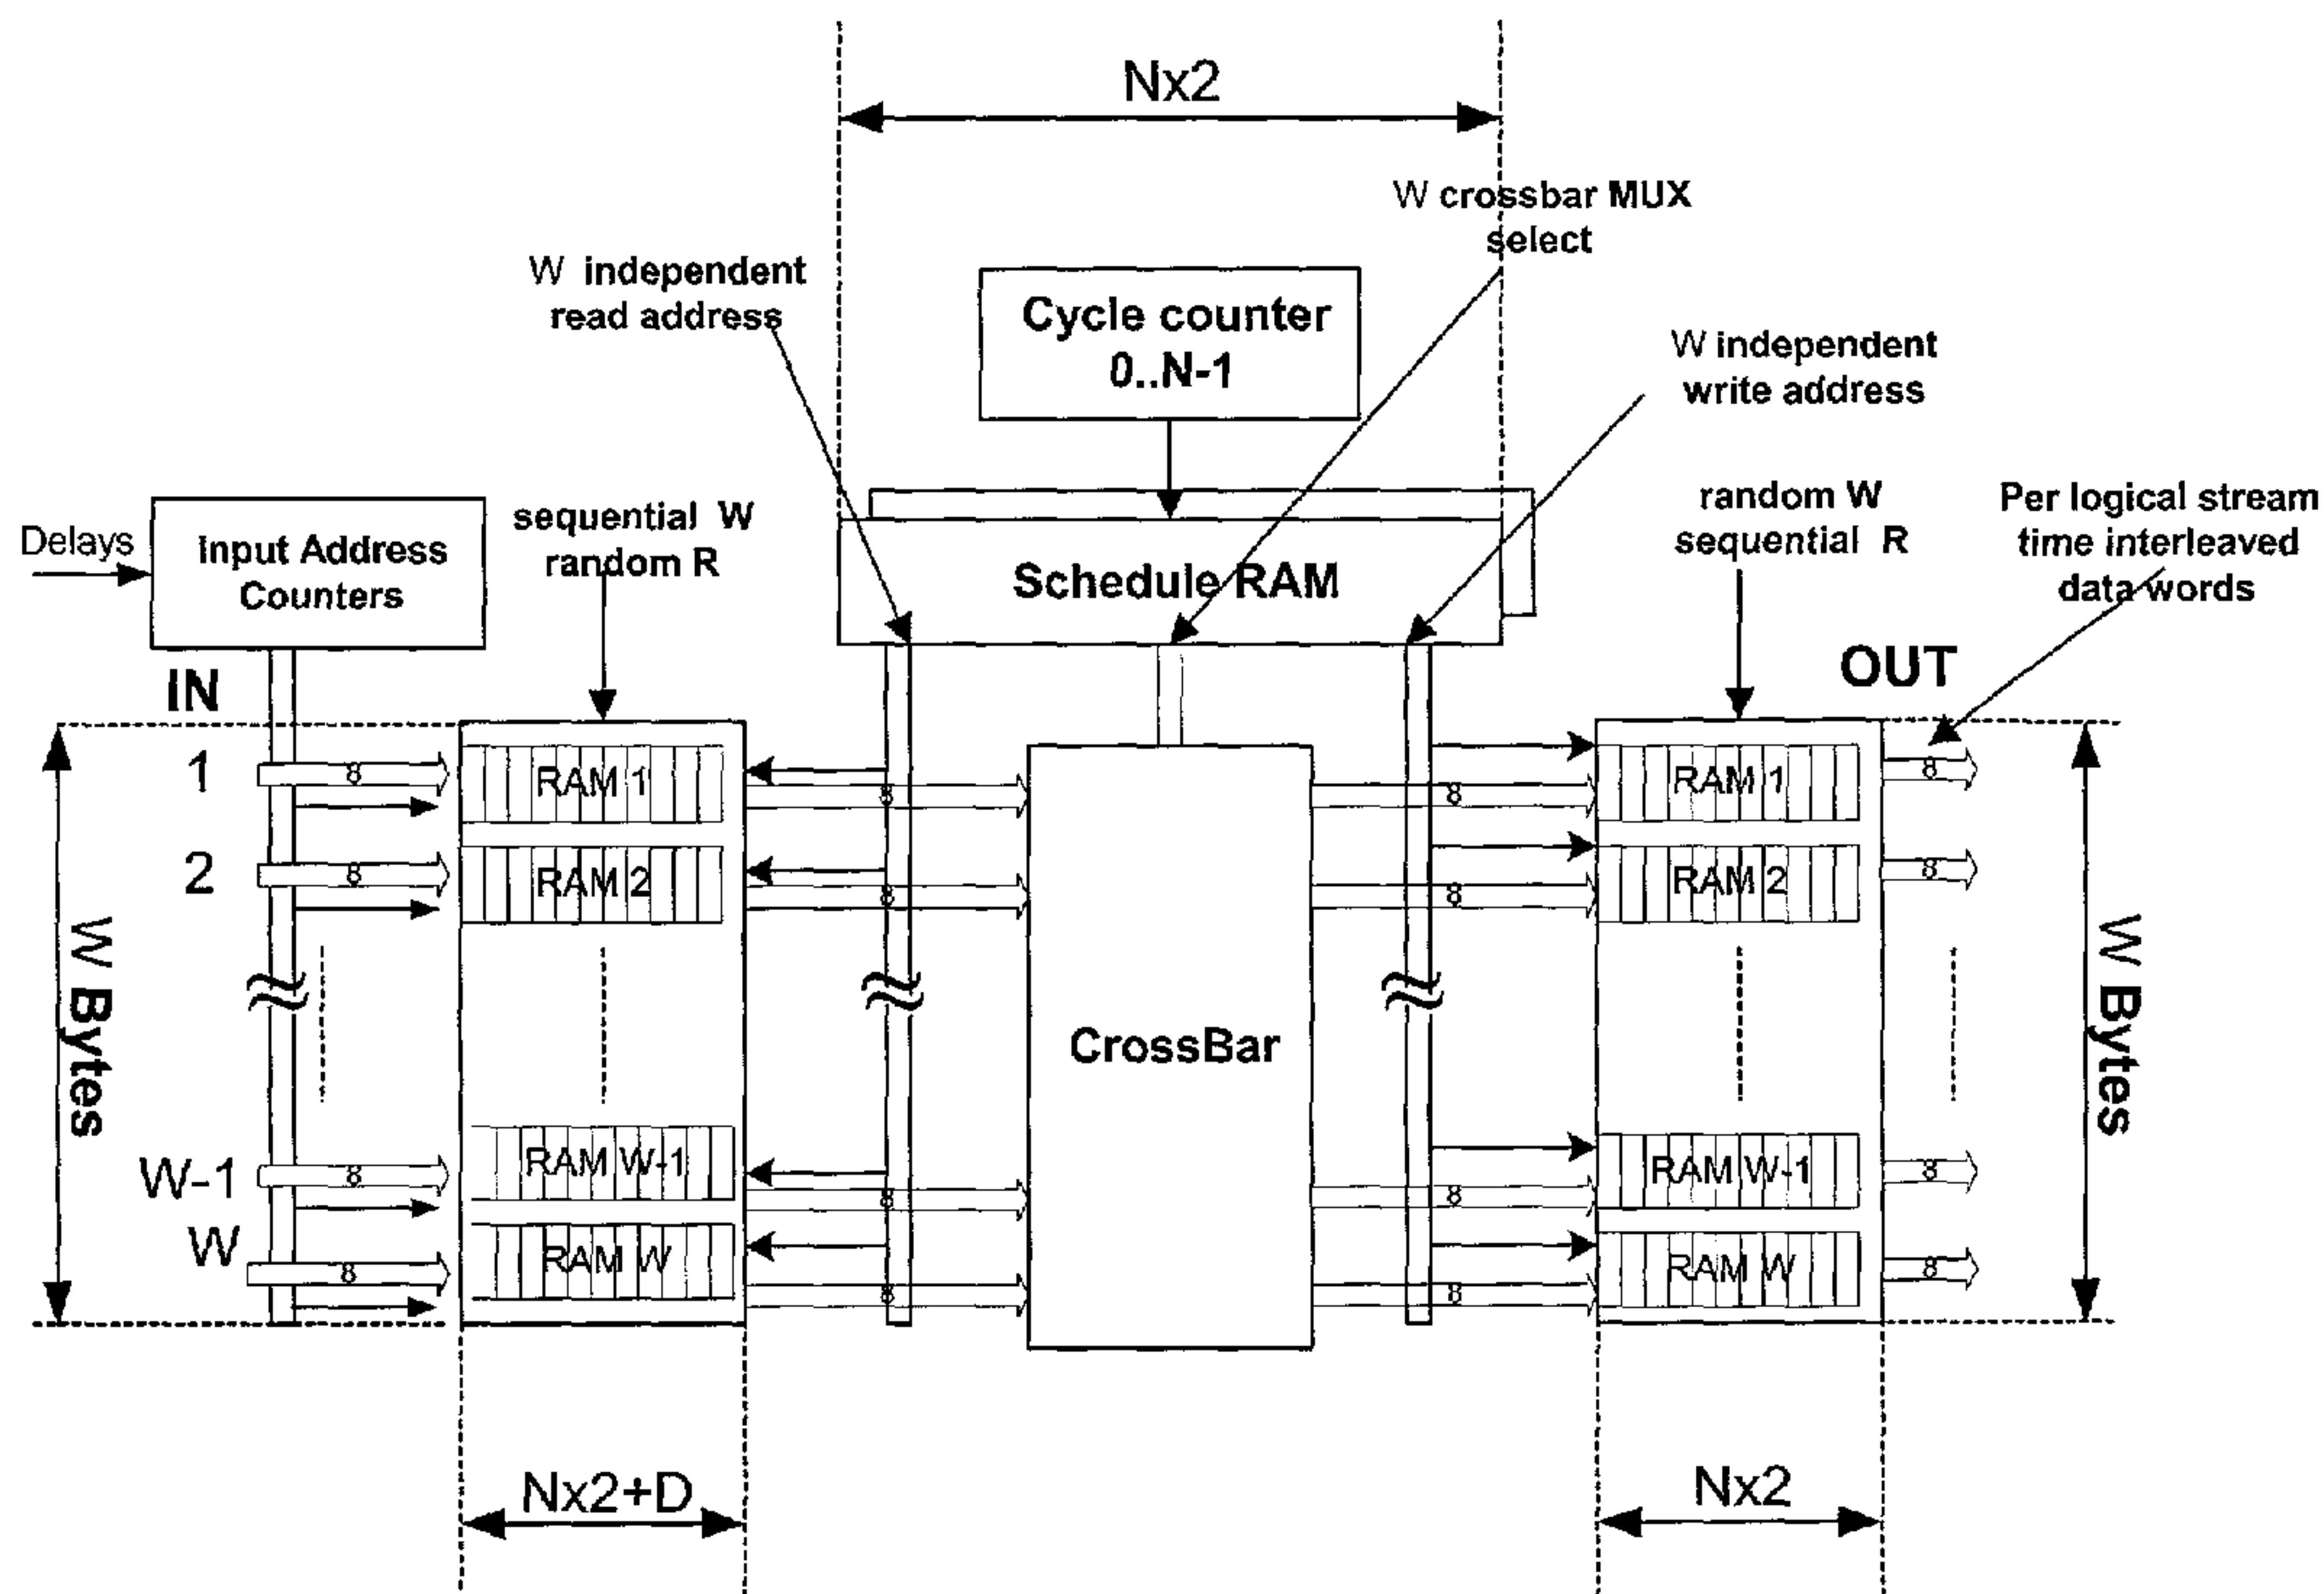 Nx2
W crossbar MUX
select
W independent
read address
Cycle counter
0..N-1
W independent
write address
Delays
Input Address
Counters
sequential W
random R
Schedule RAM
random W
sequential R
Per logical stream
time interleaved
data words
IN
OUT
1
8
RAM 1
8
8
RAM 1
8
2
8
RAM 2
8
8
RAM 2
8
W Bytes
CrossBar
W Bytes
W-1
8
RAM W-1
8
8
RAM W-1
8
W
8
RAM W
8
8
RAM W
8
Nx2+D
Nx2